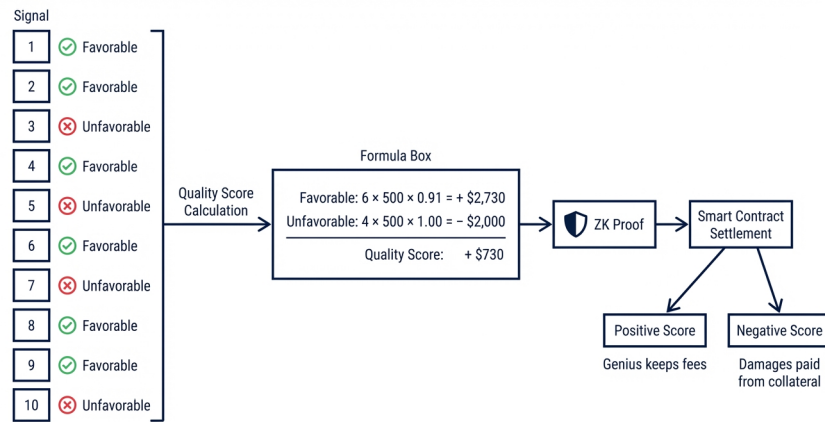 Signal
1 Favorable
2 Favorable
3 Unfavorable
4 Favorable
5 Unfavorable
6 Favorable
7 Unfavorable
8 Favorable
9 Favorable
10 Unfavorable
Quality Score
Calculation
Formula Box
Favorable: 6 × 500 × 0.91 = + $2,730
Unfavorable: 4 × 500 × 1.00 = – $2,000
Quality Score: + $730
ZK Proof
Smart Contract
Settlement
Positive Score
Genius keeps fees
Negative Score
Damages paid
from collateral